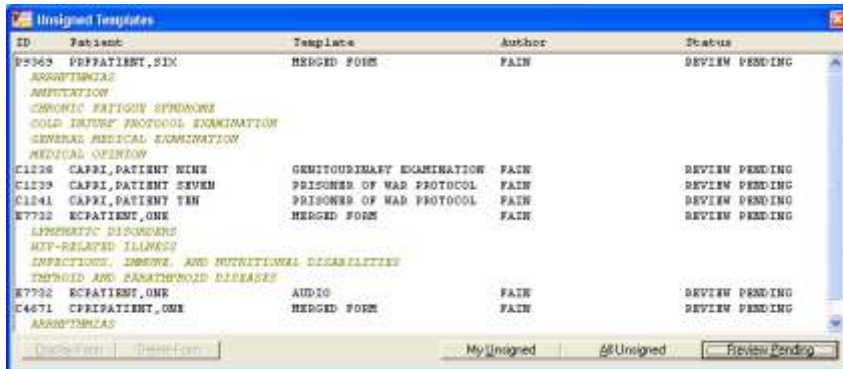 Unsigned Templates
ID Patient Template Author Status
P9369 PRFPATIENT,SIX MERGED FORM FAIN REVIEW PENDING
ARRHYTHMIAS
AMPUTATION
CHRONIC FATIGUE SYNDROME
COLD INJURY PROTOCOL EXAMINATION
GENERAL MEDICAL EXAMINATION
MEDICAL OPINION
C1238 CAPRI,PATIENT NINE GENITOURINARY EXAMINATION FAIN REVIEW PENDING
C1239 CAPRI,PATIENT SEVEN PRISONER OF WAR PROTOCOL FAIN REVIEW PENDING
C1241 CAPRI,PATIENT TEN PRISONER OF WAR PROTOCOL FAIN REVIEW PENDING
E7732 ECPATIENT,ONE MERGED FORM FAIN REVIEW PENDING
LYMPHATIC DISORDERS
HIV-RELATED ILLNESS
INFECTIOUS, IMMUNE, AND NUTRITIONAL DISABILITIES
THYROID AND PARATHYROID DISEASES
E7732 ECPATIENT,ONE AUDIO FAIN REVIEW PENDING
C4671 CPRIPATIENT,ONE MERGED FORM FAIN REVIEW PENDING
ARRHYTHMIAS
Display Form Delete Form My Unsigned All Unsigned Review Pending